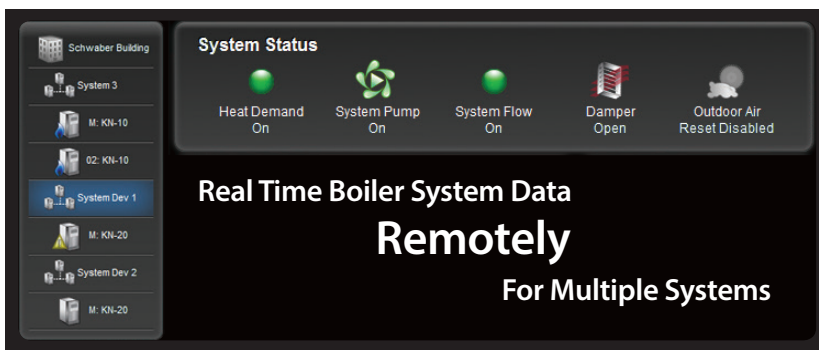 Schwaber Building
System 3
M: KN-10
02: KN-10
System Dev 1
M: KN-20
System Dev 2
M: KN-20
System Status
Heat Demand
On
System Pump
On
System Flow
On
Damper
Open
Outdoor Air
Reset Disabled
Real Time Boiler System Data
Remotely
For Multiple Systems